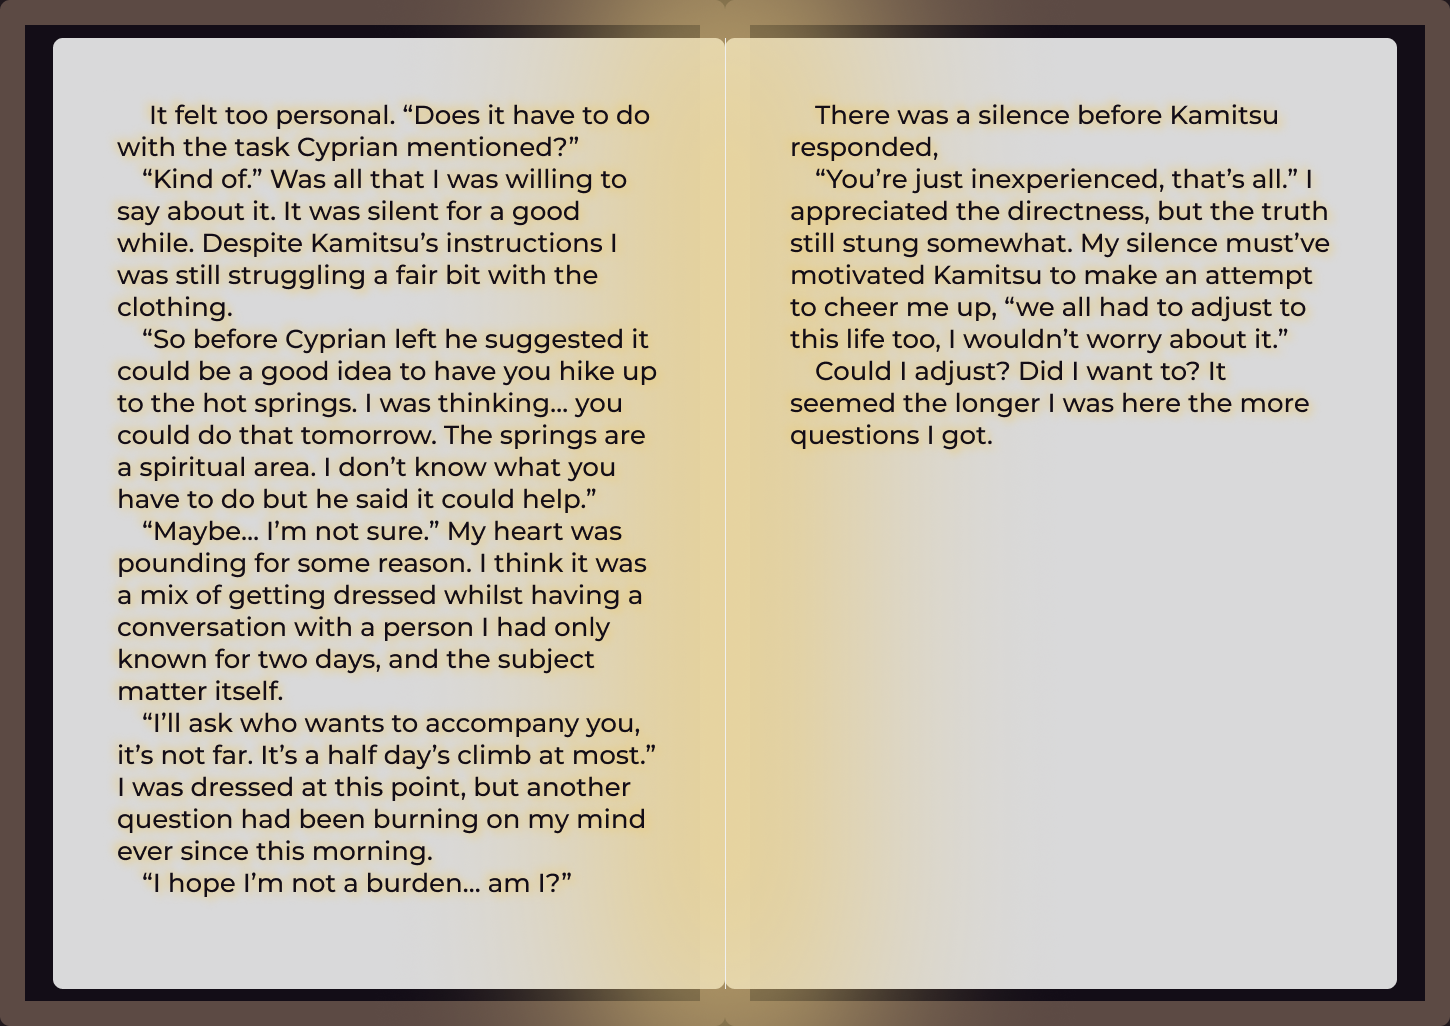 It felt too personal. “Does it have to do
with the task Cyprian mentioned?”
“Kind of.” Was all that I was willing to
say about it. It was silent for a good
while. Despite Kamitsu’s instructions I
was still struggling a fair bit with the
clothing.
“So before Cyprian left he suggested it
could be a good idea to have you hike up
to the hot springs. I was thinking... you
could do that tomorrow. The springs are
a spiritual area. I don’t know what you
have to do but he said it could help.”
“Maybe... I’m not sure.” My heart was
pounding for some reason. I think it was
a mix of getting dressed whilst having a
conversation with a person I had only
known for two days, and the subject
matter itself.
“I’ll ask who wants to accompany you,
it’s not far. It’s a half day’s climb at most.”
I was dressed at this point, but another
question had been burning on my mind
ever since this morning.
“I hope I’m not a burden... am I?”
There was a silence before Kamitsu
responded,
“You’re just inexperienced, that’s all.” I
appreciated the directness, but the truth
still stung somewhat. My silence must’ve
motivated Kamitsu to make an attempt
to cheer me up, “we all had to adjust to
this life too, I wouldn’t worry about it.”
Could I adjust? Did I want to? It
seemed the longer I was here the more
questions I got.